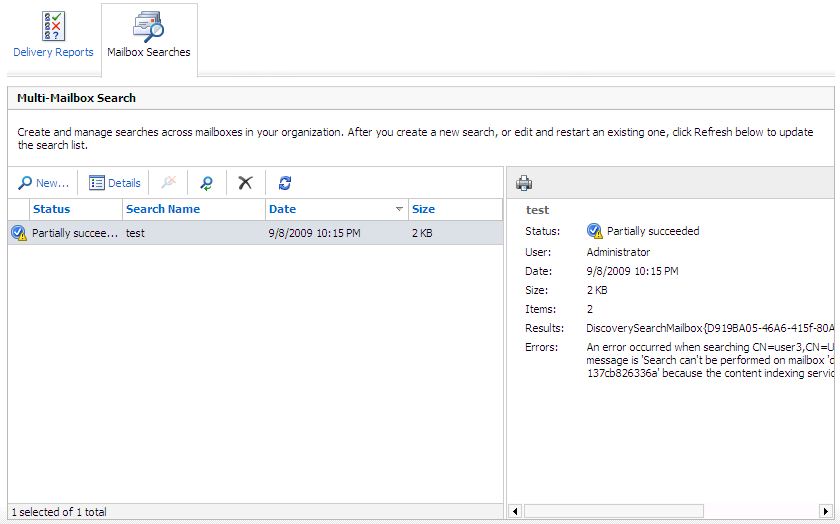 Delivery Reports
Mailbox Searches
Multi-Mailbox Search
Create and manage searches across mailboxes in your organization. After you create a new search, or edit and restart an existing one, click Refresh below to update
the search list.
New...
Details
Status
Search Name
Date
Size
Partially succee...
test
9/8/2009 10:15 PM
2 KB
1 selected of 1 total
test
Status:
Partially succeeded
User:
Administrator
Date:
9/8/2009 10:15 PM
Size:
2 KB
Items:
2
Results:
DiscoverySearchMailbox{D919BA05-46A6-415f-80A
Errors:
An error occurred when searching CN=user3,CN=U
message is 'Search can't be performed on mailbox 'c
137cb826336a' because the content indexing servic